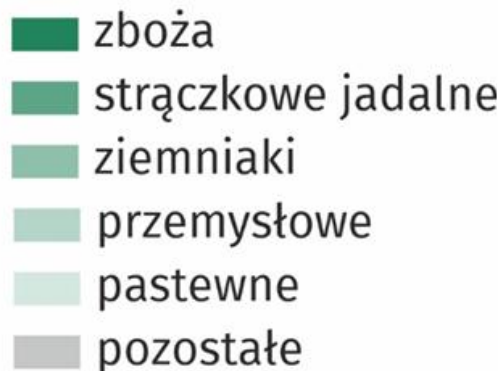 zboża
strączkowe jadalne
ziemniaki
przemysłowe
pastewne
pozostałe